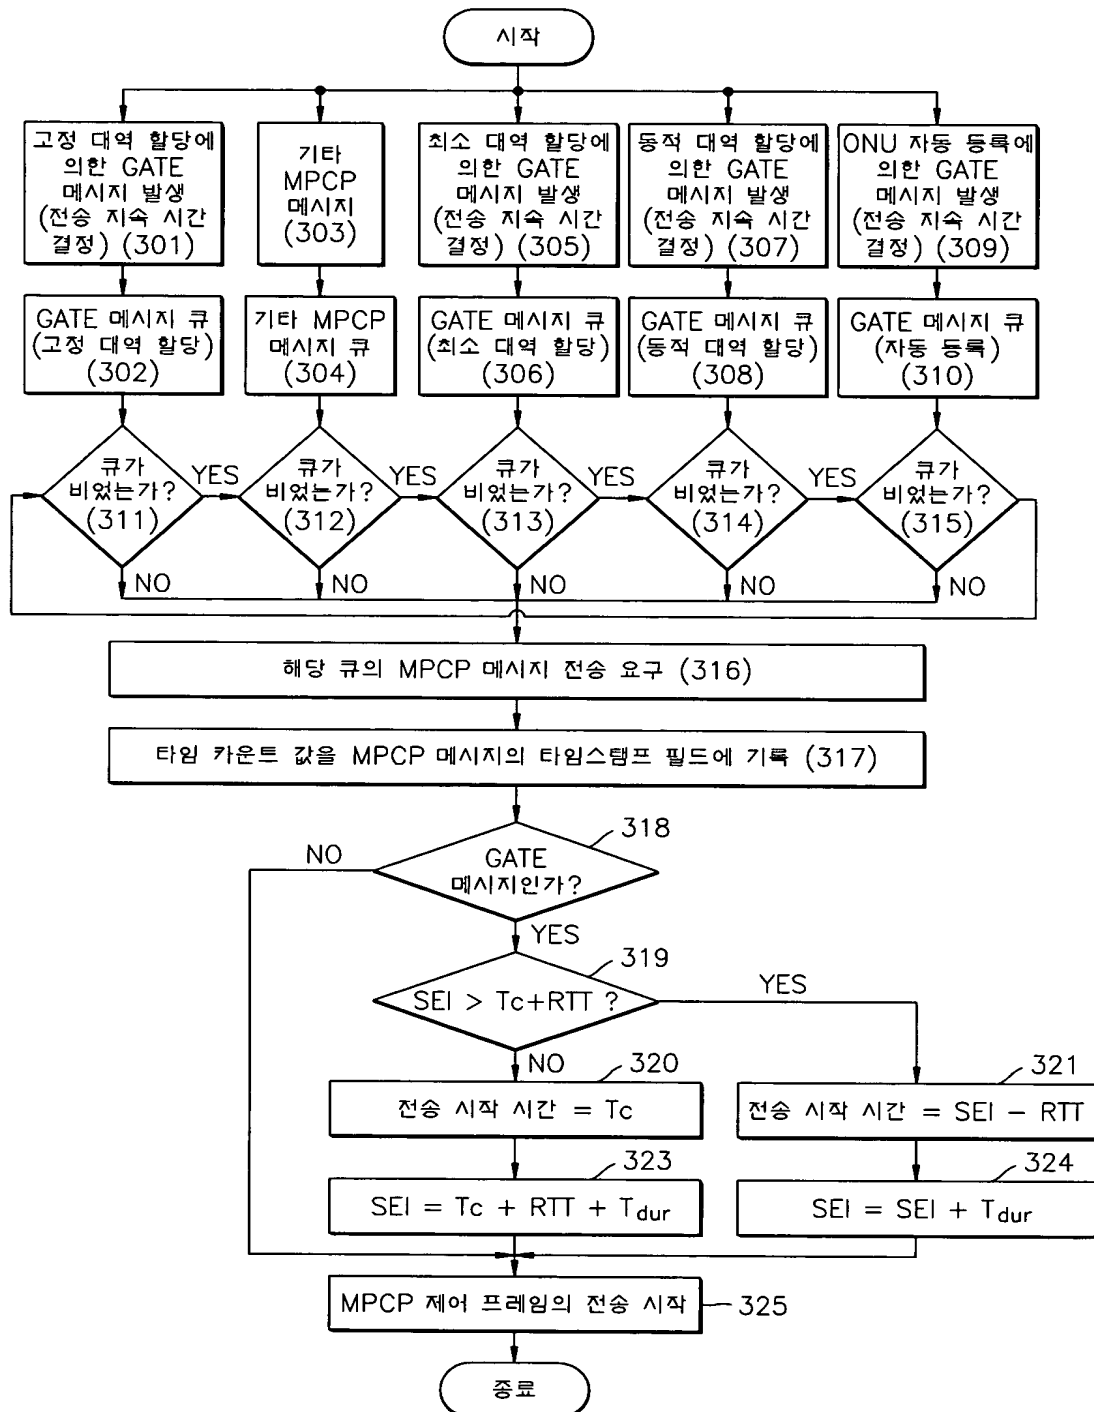 시작
고정 대역 할당에
의한 GATE
메시지 발생
(전송 지속 시간
결정) (301)
기타
MPCP
메시지
(303)
최소 대역 할당에
의한 GATE
메시지 발생
(전송 지속 시간
결정) (305)
동적 대역 할당에
의한 GATE
메시지 발생
(전송 지속 시간
결정) (307)
ONU 자동 등록에
의한 GATE
메시지 발생
(전송 지속 시간
결정) (309)
GATE 메시지 큐
(고정 대역 할당)
(302)
기타 MPCP
메시지 큐
(304)
GATE 메시지 큐
(최소 대역 할당)
(306)
GATE 메시지 큐
(동적 대역 할당)
(308)
GATE 메시지 큐
(자동 등록)
(310)
큐가
비었는가?
(311)
YES
큐가
비었는가?
(312)
YES
큐가
비었는가?
(313)
YES
큐가
비었는가?
(314)
YES
큐가
비었는가?
(315)
NO
NO
NO
NO
NO
해당 큐의 MPCP 메시지 전송 요구 (316)
타임 카운트 값을 MPCP 메시지의 타임스탬프 필드에 기록 (317)
318
NO
GATE
메시지인가?
YES
319
SEI > Tc+RTT ?
YES
NO
320
전송 시작 시간 = Tc
321
전송 시작 시간 = SEI - RTT
323
SEI = Tc + RTT + Tdur
324
SEI = SEI + Tdur
MPCP 제어 프레임의 전송 시작
325
종료